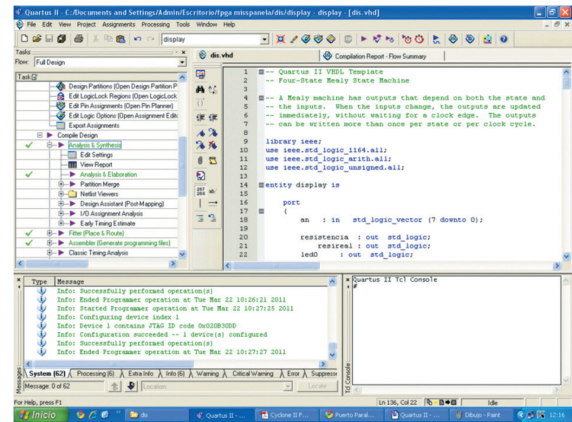 Quartus II - C:/Documents and Settings/Admin/Escritorio/fpga misspanela/dis/display - display - [dis.vhd]
File Edit View Project Assignments Processing Tools Window Help
display
Tasks
Flow: Full Design
Task
Design Partitions (Open Design Partition P
Edit LogicLock Regions (Open LogicLock
Edit Pin Assignments (Open Pin Planner)
Edit Logic Options (Open Assignment Edito
Export Assignments
Compile Design
Analysis & Synthesis
Edit Settings
View Report
Analysis & Elaboration
Partition Merge
Netlist Viewers
Design Assistant (Post-Mapping)
I/O Assignment Analysis
Early Timing Estimate
Fitter (Place & Route)
Assembler (Generate programming files)
Classic Timing Analysis
dis.vhd
Compilation Report - Flow Summary
1 -- Quartus II VHDL Template
2 -- Four-State Mealy State Machine
3
4 -- A Mealy machine has outputs that depend on both the state and
5 -- the inputs. When the inputs change, the outputs are updated
6 -- immediately, without waiting for a clock edge. The outputs
7 -- can be written more than once per state or per clock cycle.
8
9 library ieee;
10 use ieee.std_logic_1164.all;
11 use ieee.std_logic_arith.all;
12 use ieee.std_logic_unsigned.all;
13
14 entity display is
15
16 port
17 (
18 an : in std_logic_vector (7 downto 0);
19
20 resistencia : out std_logic;
21 resireal : out std_logic;
22 led0 : out std_logic;
Type Message
Info: Successfully performed operation(s)
Info: Ended Programmer operation at Tue Mar 22 10:26:21 2011
Info: Started Programmer operation at Tue Mar 22 10:27:25 2011
Info: Configuring device index 1
Info: Device 1 contains JTAG ID code 0x020B30DD
Info: Configuration succeeded -- 1 device(s) configured
Info: Successfully performed operation(s)
Info: Ended Programmer operation at Tue Mar 22 10:27:27 2011
System (62) Processing (6) Extra Info Info (6) Warning Critical Warning Error Suppresse
Message: 0 of 62
Location:
Locate
Messages
Quartus II Tcl Console
Tcl Console
For Help, press F1
Ln 136, Col 22
Idle
Inicio
dis
Quartus II - ...
Cyclone II F...
Puerto Paral...
Quartus II - ...
Dibujo - Paint
12:16